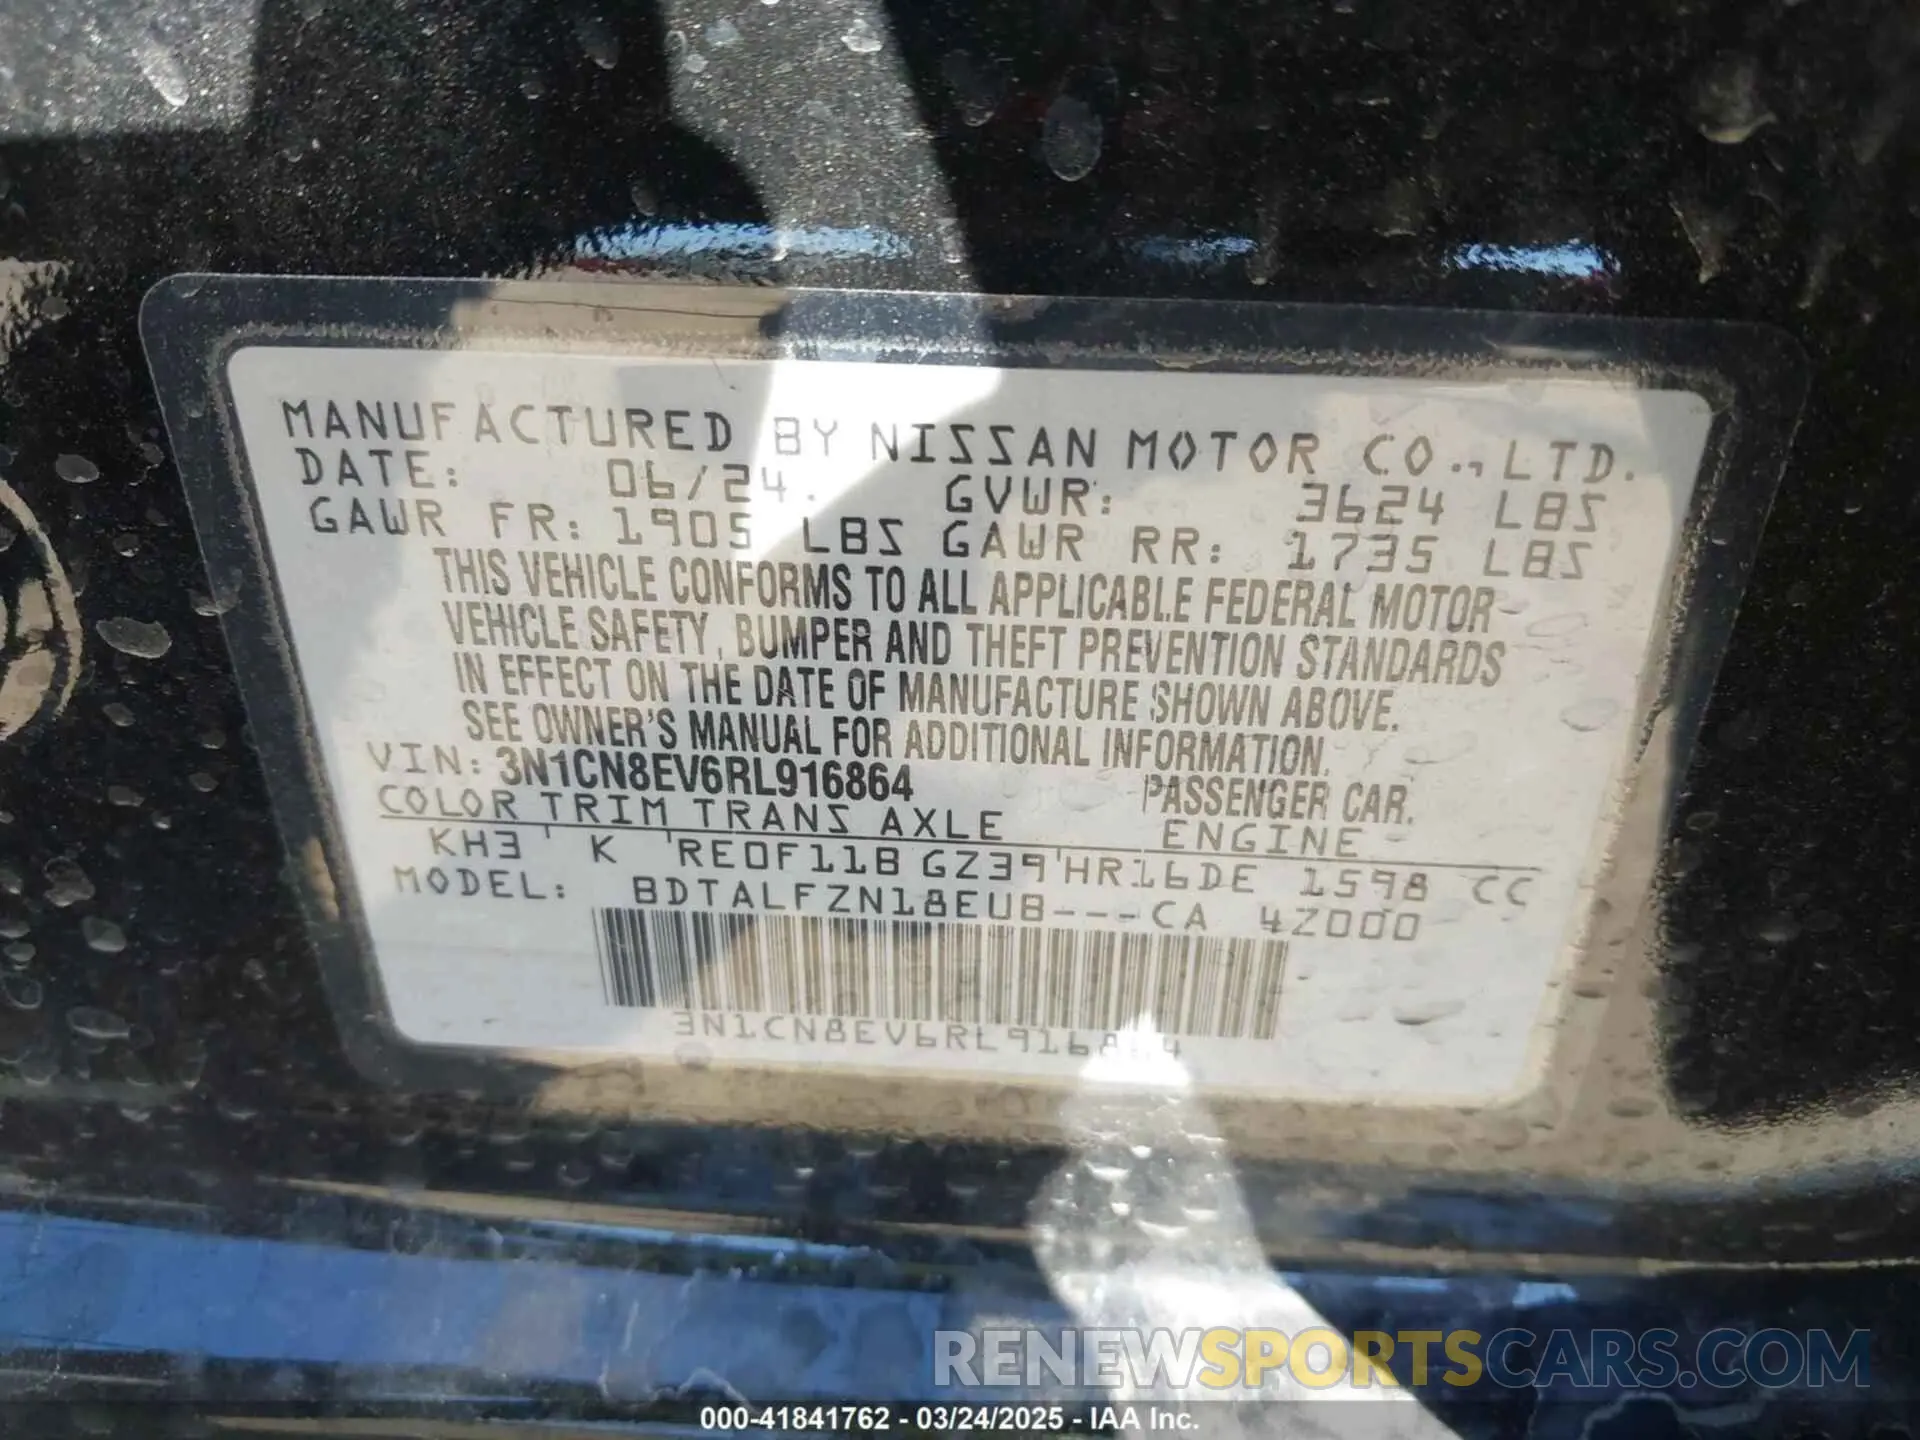 MANUFACTURED BY NISSAN MOTOR CO., LTD.
DATE: 06/24. GVWR: 3624 LBS
GAWR FR: 1905 LBS GAWR RR: 1735 LBS
THIS VEHICLE CONFORMS TO ALL APPLICABLE FEDERAL MOTOR
VEHICLE SAFETY, BUMPER AND THEFT PREVENTION STANDARDS
IN EFFECT ON THE DATE OF MANUFACTURE SHOWN ABOVE.
SEE OWNER'S MANUAL FOR ADDITIONAL INFORMATION.
VIN: 3N1CN8EV6RL916864 PASSENGER CAR.
COLOR TRIM TRANS AXLE ENGINE
KH3 K RE0F11B GZ39 HR16DE 1598 CC
MODEL: BDTALFZN18EUB---CA 4Z000
3N1CN8EV6RL916864
RENEWSPORTSCARS.COM
000-41841762 - 03/24/2025 - IAA Inc.